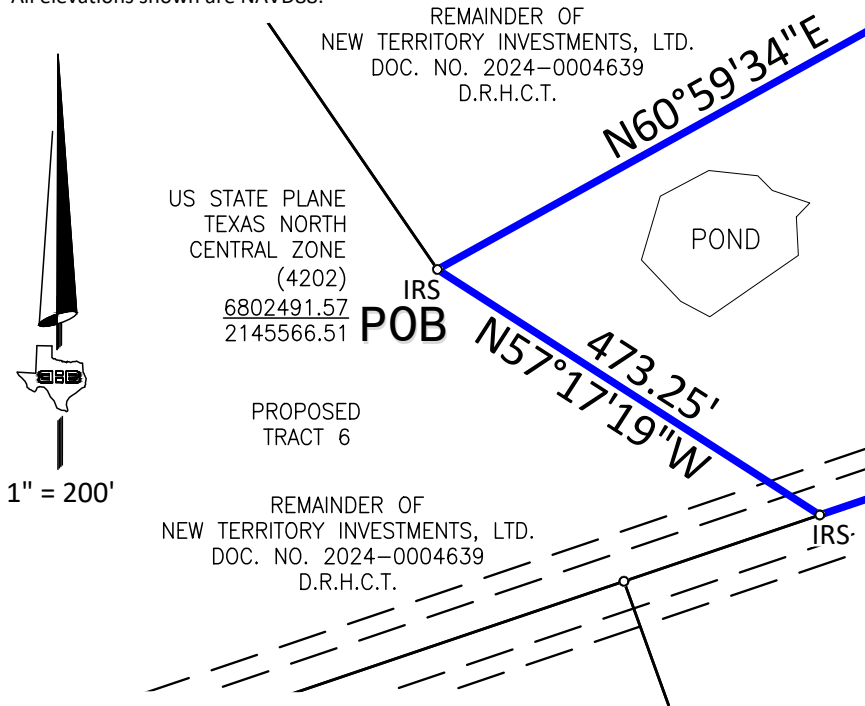 All elevations shown are NAVD88.
REMAINDER OF
NEW TERRITORY INVESTMENTS, LTD.
DOC. NO. 2024-0004639
D.R.H.C.T.
N60°59'34"E
US STATE PLANE
TEXAS NORTH
CENTRAL ZONE
(4202)
6802491.57
2145566.51
IRS
POB
POND
473.25'
N57°17'19"W
PROPOSED
TRACT 6
1" = 200'
REMAINDER OF
NEW TERRITORY INVESTMENTS, LTD.
DOC. NO. 2024-0004639
D.R.H.C.T.
IRS